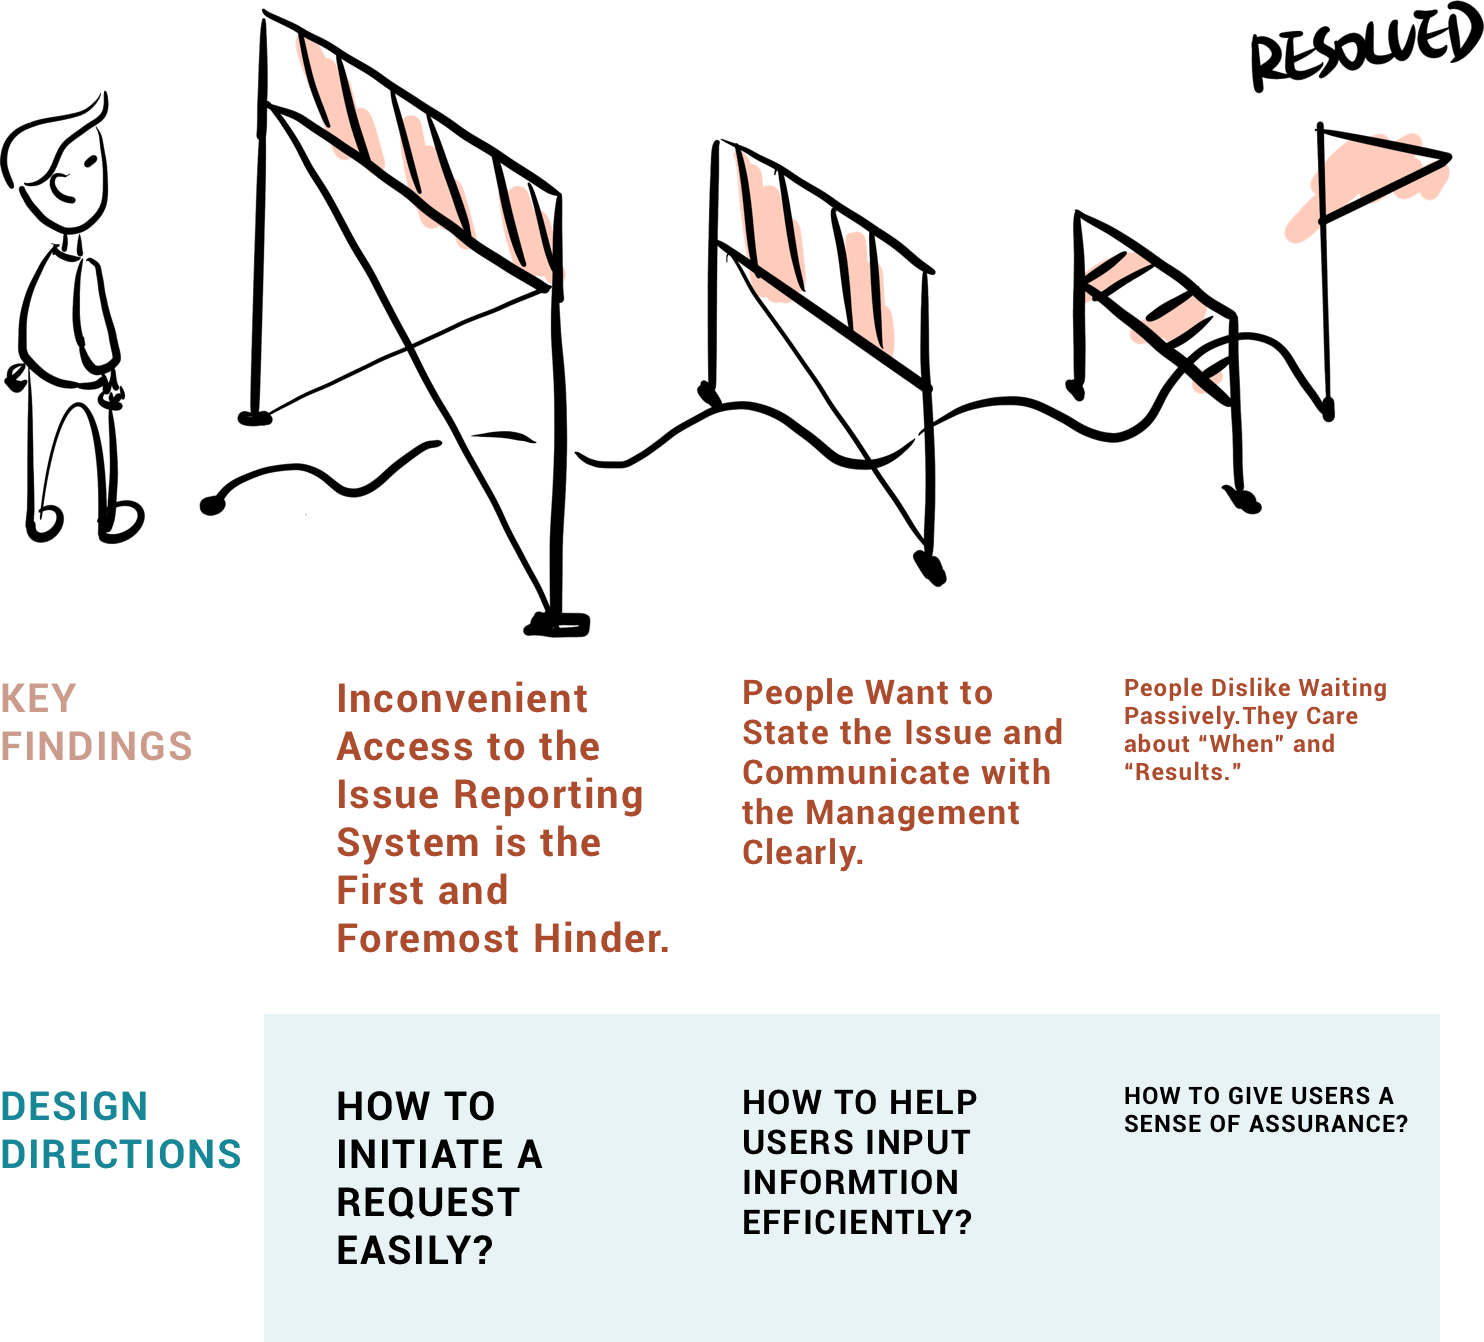 RESOLVED
KEY
FINDINGS
Inconvenient
Access to the
Issue Reporting
System is the
First and
Foremost Hinder.
People Want to
State the Issue and
Communicate with
the Management
Clearly.
People Dislike Waiting
Passively.They Care
about “When” and
“Results.”
DESIGN
DIRECTIONS
HOW TO
INITIATE A
REQUEST
EASILY?
HOW TO HELP
USERS INPUT
INFORMTION
EFFICIENTLY?
HOW TO GIVE USERS A
SENSE OF ASSURANCE?